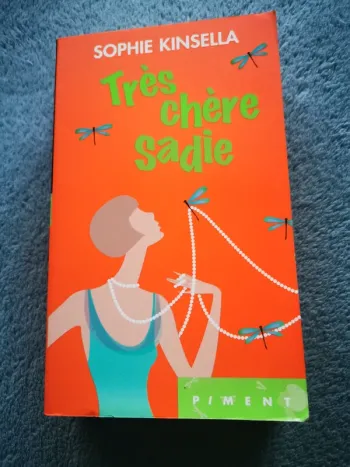 SOPHIE KINSELLA
Très
chère
sadie
PIMENT